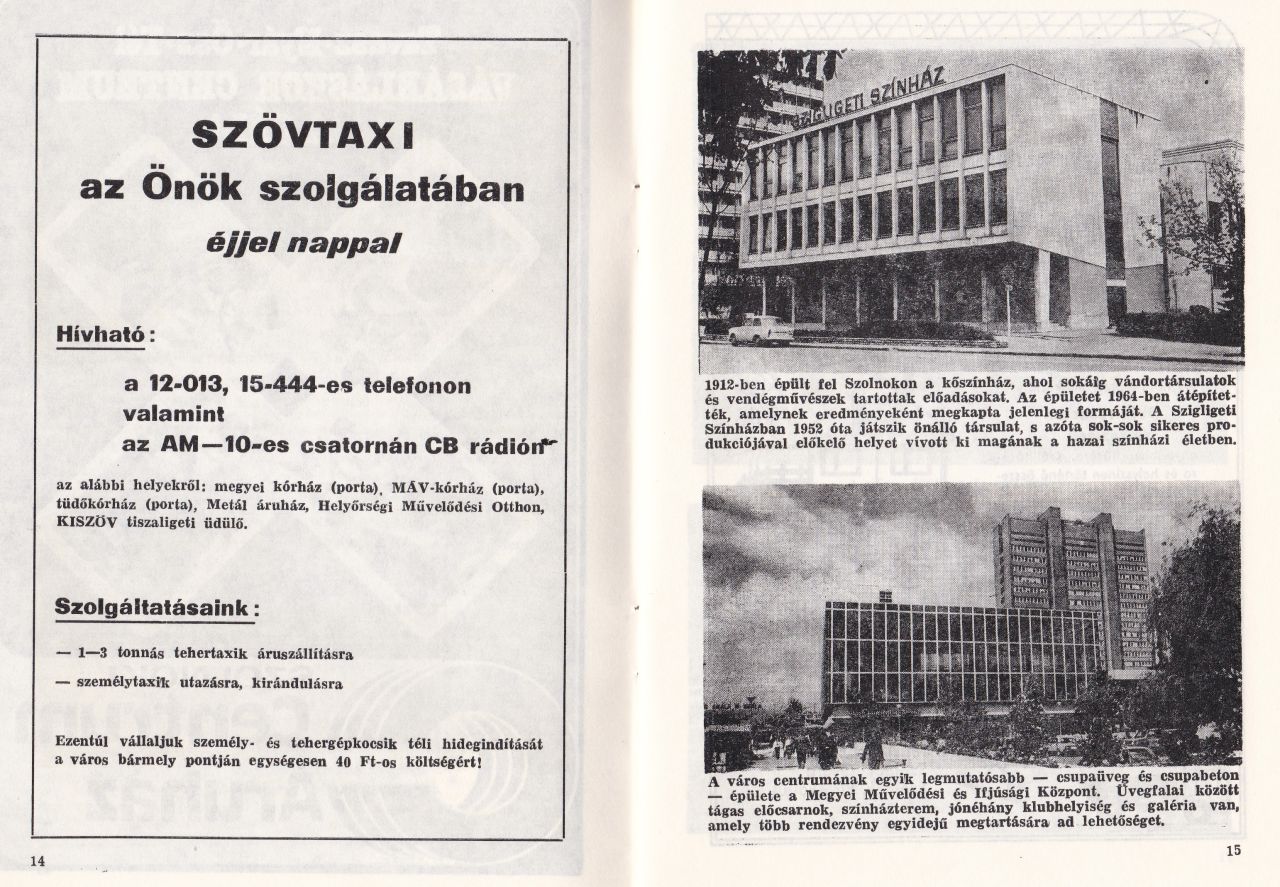 SZÖVTAXI
az Önök szolgálatában
éjjel nappal
Hívható:
a 12-013, 15-444-es telefonon
valamint
az AM—10-es csatornán CB rádión
az alábbi helyekről: megyei kórház (porta), MÁV-kórház (porta),
tüdőkórház (porta), Metál áruház, Helyőrségi Művelődési Otthon,
KISZÖV tiszaligeti üdülő.
Szolgáltatásaink:
— 1—3 tonnás tehertaxik áruszállításra
— személytaxik utazásra, kirándulásra
Ezentúl vállaljuk személy- és tehergépkocsik téli hidegindítását
a város bármely pontján egységesen 40 Ft-os költségért!
14
SZIGLIGETI SZÍNHÁZ
1912-ben épült fel Szolnokon a kőszínház, ahol sokáig vándortársulatok
és vendégművészek tartottak előadásokat. Az épületet 1964-ben átépítet-
ték, amelynek eredményeként megkapta jelenlegi formáját. A Szigligeti
Színházban 1952 óta játszik önálló társulat, s azóta sok-sok sikeres pro-
dukciójával előkelő helyet vívott ki magának a hazai színházi életben.
A város centrumának egyik legmutatósabb — csupaüveg és csupabeton
— épülete a Megyei Művelődési és Ifjúsági Központ. Üvegfalai között
tágas előcsarnok, színházterem, jónéhány klubhelyiség és galéria van,
amely több rendezvény egyidejű megtartására ad lehetőséget.
15